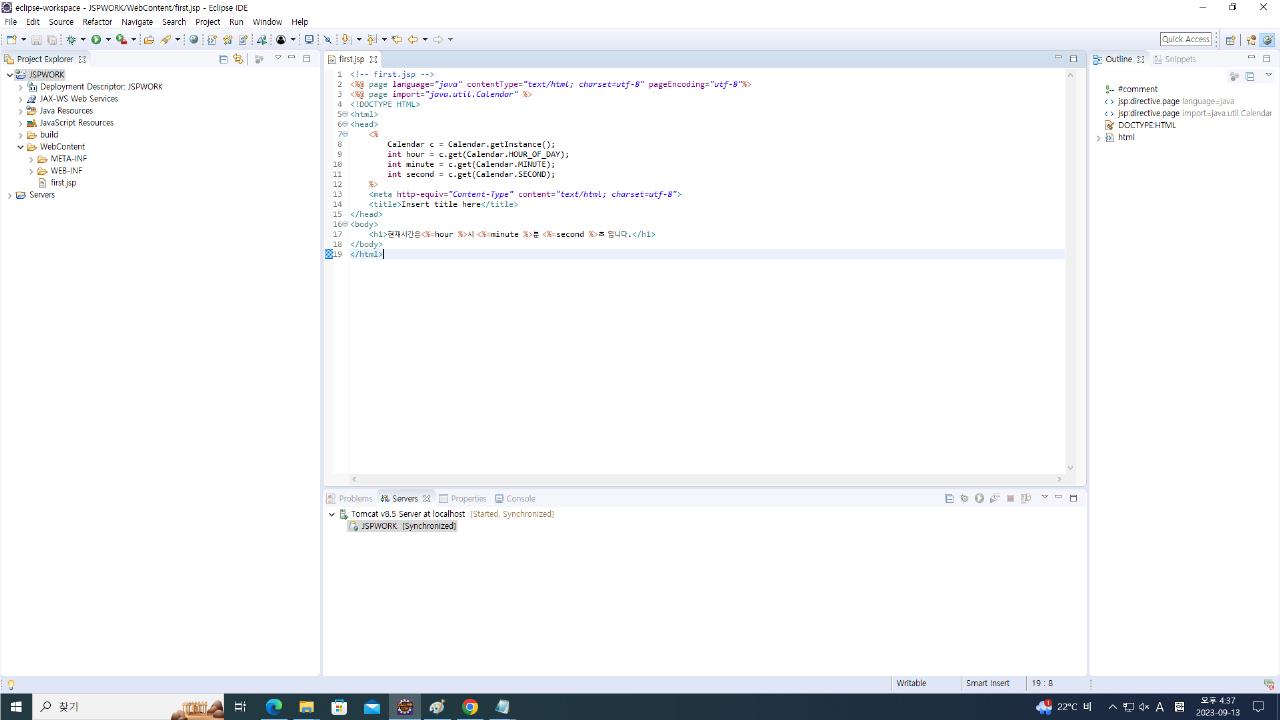 eclipse-workspace - JSPWORK/WebContent/first.jsp - Eclipse IDE
File Edit Source Refactor Navigate Search Project Run Window Help
Quick Access
Project Explorer
JSPWORK
Deployment Descriptor: JSPWORK
JAX-WS Web Services
Java Resources
JavaScript Resources
build
WebContent
META-INF
WEB-INF
first.jsp
Servers
first.jsp
1 <!-- first.jsp -->
2 <%@ page language="java" contentType="text/html; charset=utf-8" pageEncoding="utf-8"%>
3 <%@ page import="java.util.Calendar" %>
4 <!DOCTYPE HTML>
5 <html>
6 <head>
7 <%
8 Calendar c = Calendar.getInstance();
9 int hour = c.get(Calendar.HOUR_OF_DAY);
10 int minute = c.get(Calendar.MINUTE);
11 int second = c.get(Calendar.SECOND);
12 %>
13 <meta http-equiv="Content-Type" content="text/html; charset=utf-8">
14 <title>Insert title here</title>
15 </head>
16 <body>
17 <h1>현재시간은<%=hour %>시 <%=minute %>분 <%=second %>초 입니다.</h1>
18 </body>
19 </html>
Outline Snippets
#comment
jsp:directive.page language=java
jsp:directive.page import=java.util.Calendar
DOCTYPE:HTML
html
Problems Servers Properties Console
Tomcat v8.5 Server at localhost [Started, Synchronized]
JSPWORK [Synchronized]
Writable Smart Insert 19 : 8
찾기
22°C 비
A
오후 4:37
2023-09-13